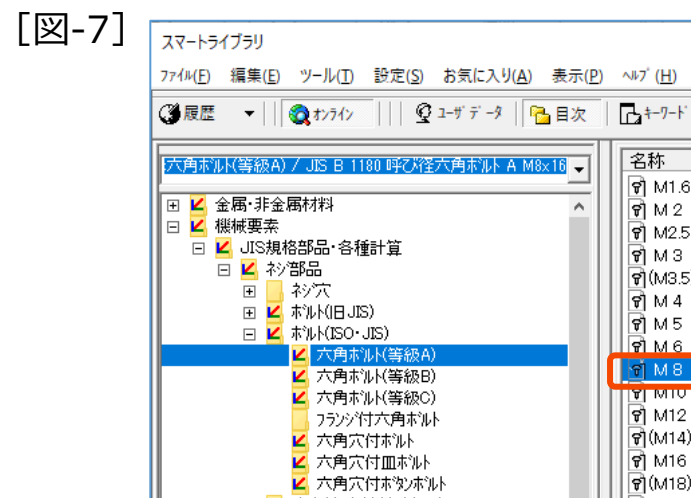 [図-7]
スマートライブラリ
ファイル(F) 編集(E) ツール(T) 設定(S) お気に入り(A) 表示(P) ヘルプ(H)
履歴 オンライン ユーザデータ 目次 キーワード
六角ボルト(等級A) / JIS B 1180 呼び径六角ボルト A M8x16
金属・非金属材料
機械要素
JIS規格部品・各種計算
ネジ部品
ネジ穴
ボルト(旧JIS)
ボルト(ISO・JIS)
六角ボルト(等級A)
六角ボルト(等級B)
六角ボルト(等級C)
フランジ付六角ボルト
六角穴付ボルト
六角穴付皿ボルト
六角穴付ボタンボルト
名称
M1.6
M 2
M2.5
M 3
(M3.5
M 4
M 5
M 6
M 8
M10
M12
(M14)
M16
(M18)